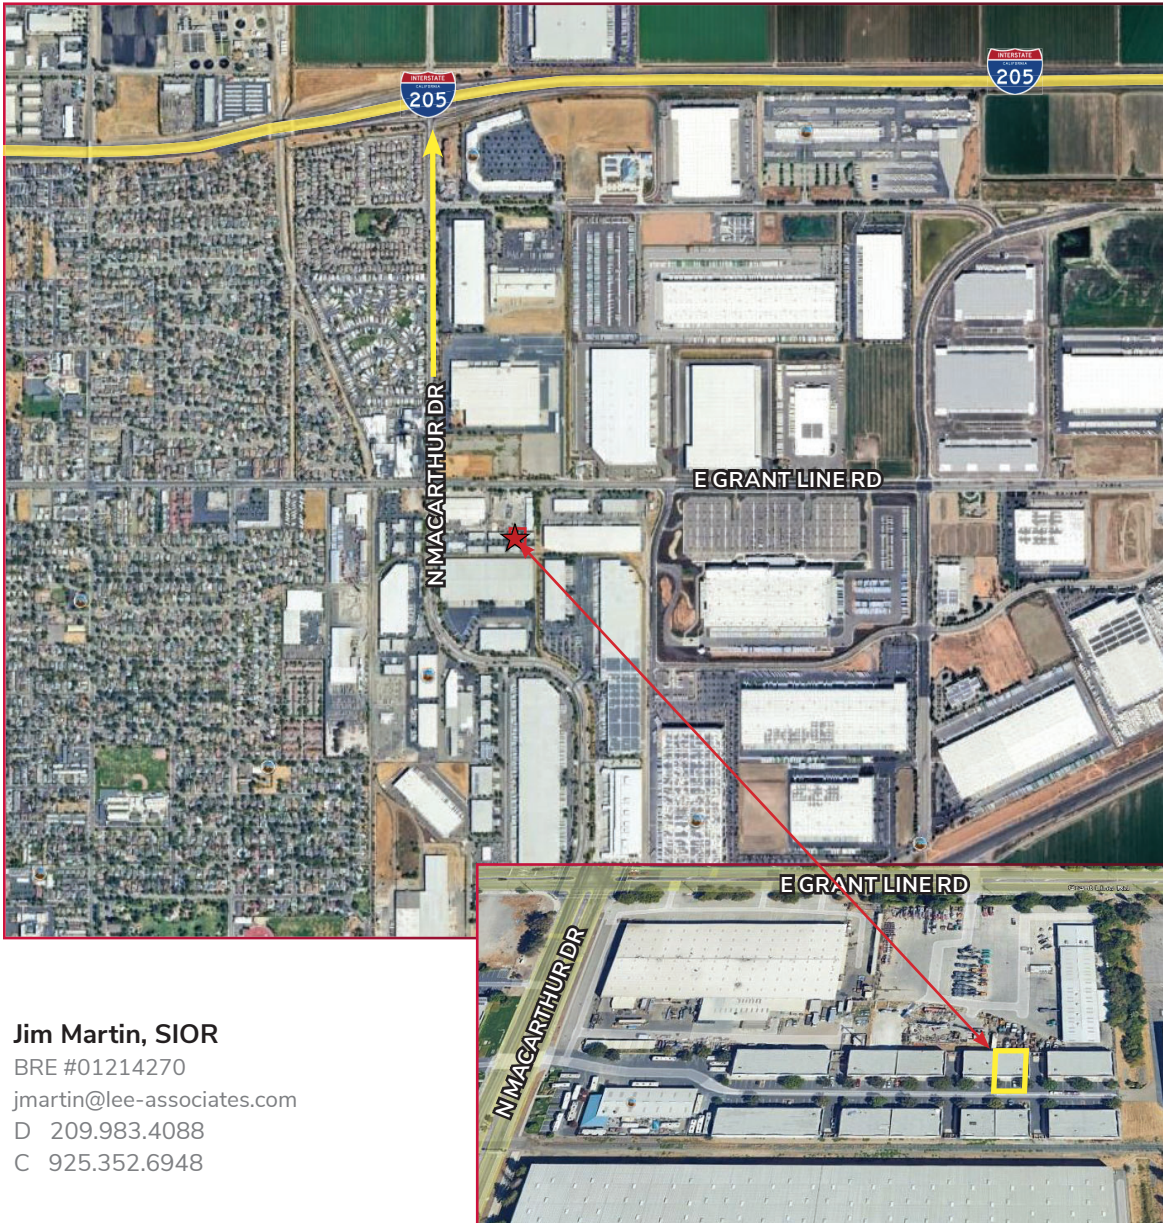 INTERSTATE
CALIFORNIA
205
INTERSTATE
CALIFORNIA
205
N MACARTHUR DR
E GRANT LINE RD
E GRANT LINE RD
N MACARTHUR DR
Jim Martin, SIOR
BRE #01214270
jmartin@lee-associates.com
D 209.983.4088
C 925.352.6948